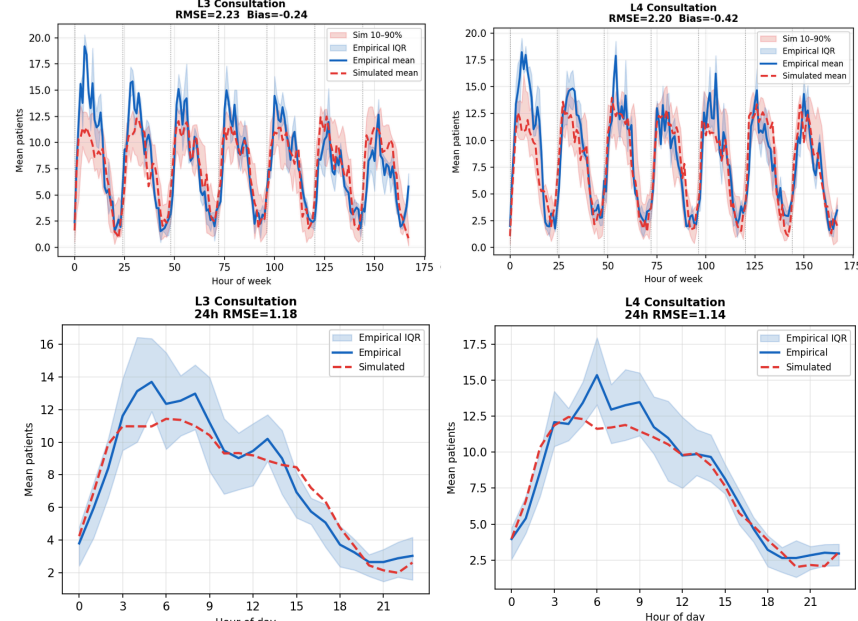 L3 Consultation
RMSE=2.23 Bias=-0.24
Mean patients
20.0
17.5
15.0
12.5
10.0
7.5
5.0
2.5
0.0
Sim 10–90%
Empirical IQR
Empirical mean
Simulated mean
0 25 50 75 100 125 150 175
Hour of week
L4 Consultation
RMSE=2.20 Bias=-0.42
Mean patients
20.0
17.5
15.0
12.5
10.0
7.5
5.0
2.5
0.0
Sim 10–90%
Empirical IQR
Empirical mean
Simulated mean
0 25 50 75 100 125 150 175
Hour of week
L3 Consultation
24h RMSE=1.18
Mean patients
16
14
12
10
8
6
4
2
Empirical IQR
Empirical
Simulated
0 3 6 9 12 15 18 21
Hour of day
L4 Consultation
24h RMSE=1.14
Mean patients
17.5
15.0
12.5
10.0
7.5
5.0
2.5
Empirical IQR
Empirical
Simulated
0 3 6 9 12 15 18 21
Hour of day